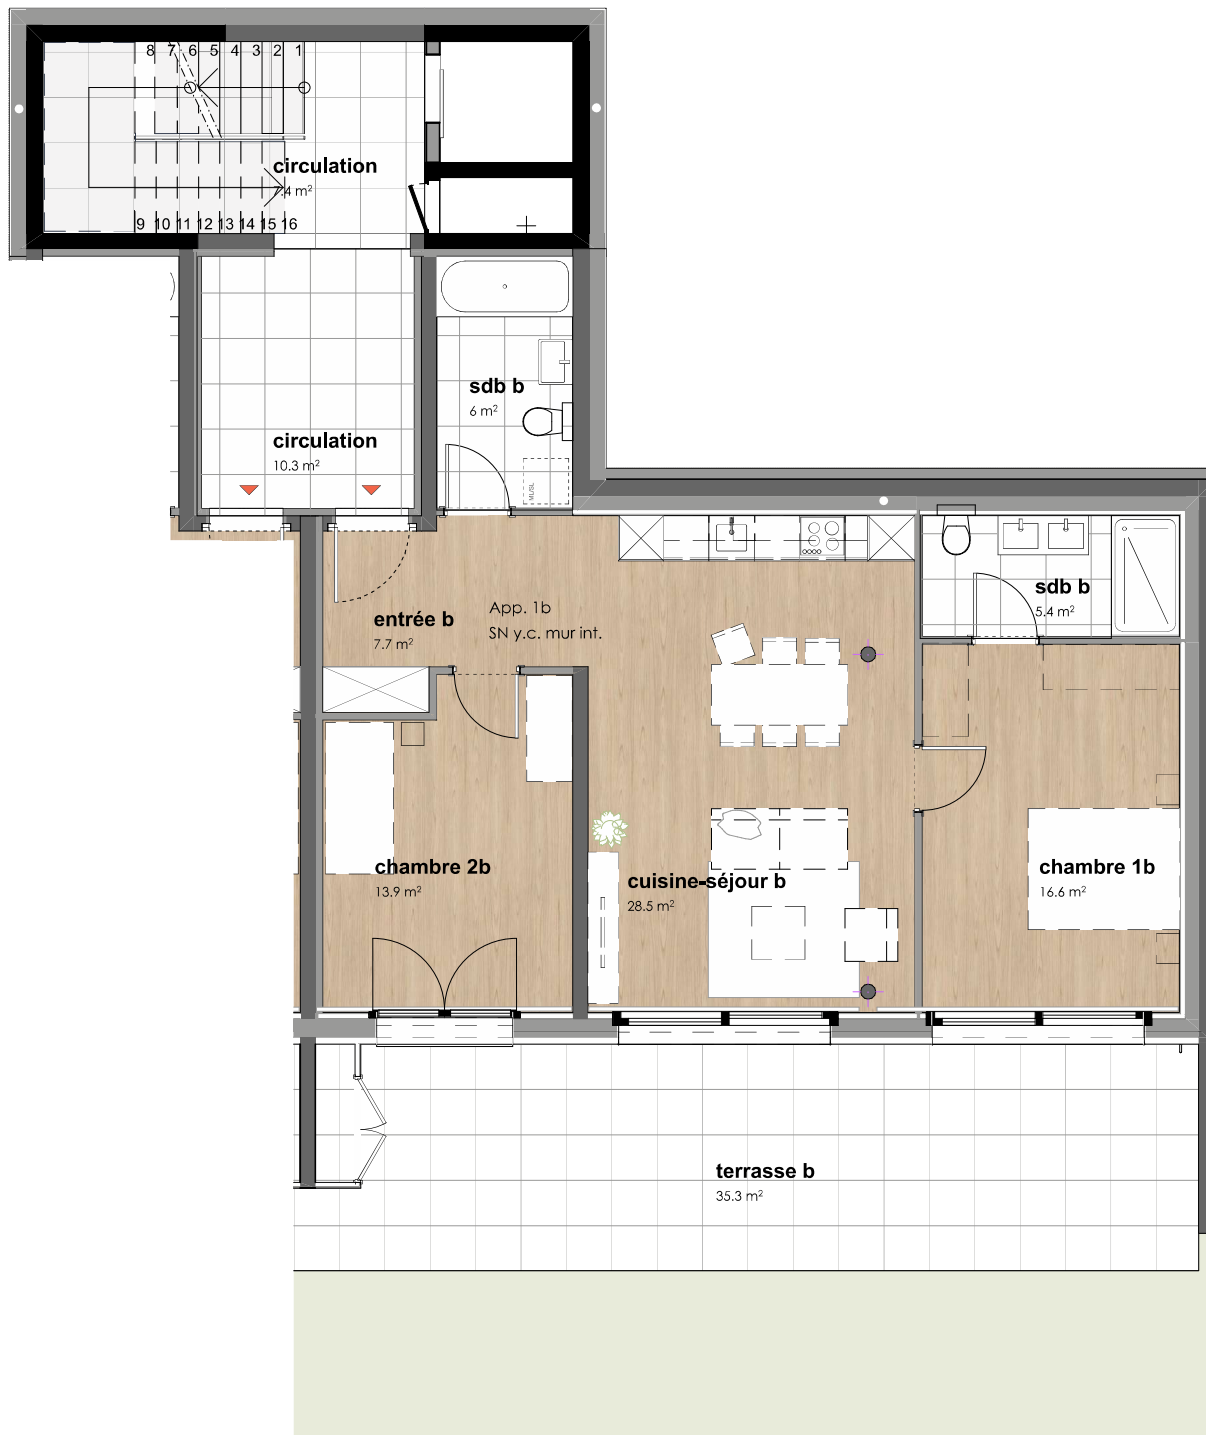 8 7 6 5 4 3 2 1
circulation
7.4 m²
9 10 11 12 13 14 15 16
sdb b
6 m²
circulation
10.3 m²
ML/SL
sdb b
5.4 m²
App. 1b
SN y.c. mur int.
entrée b
7.7 m²
chambre 2b
13.9 m²
cuisine-séjour b
28.5 m²
chambre 1b
16.6 m²
terrasse b
35.3 m²